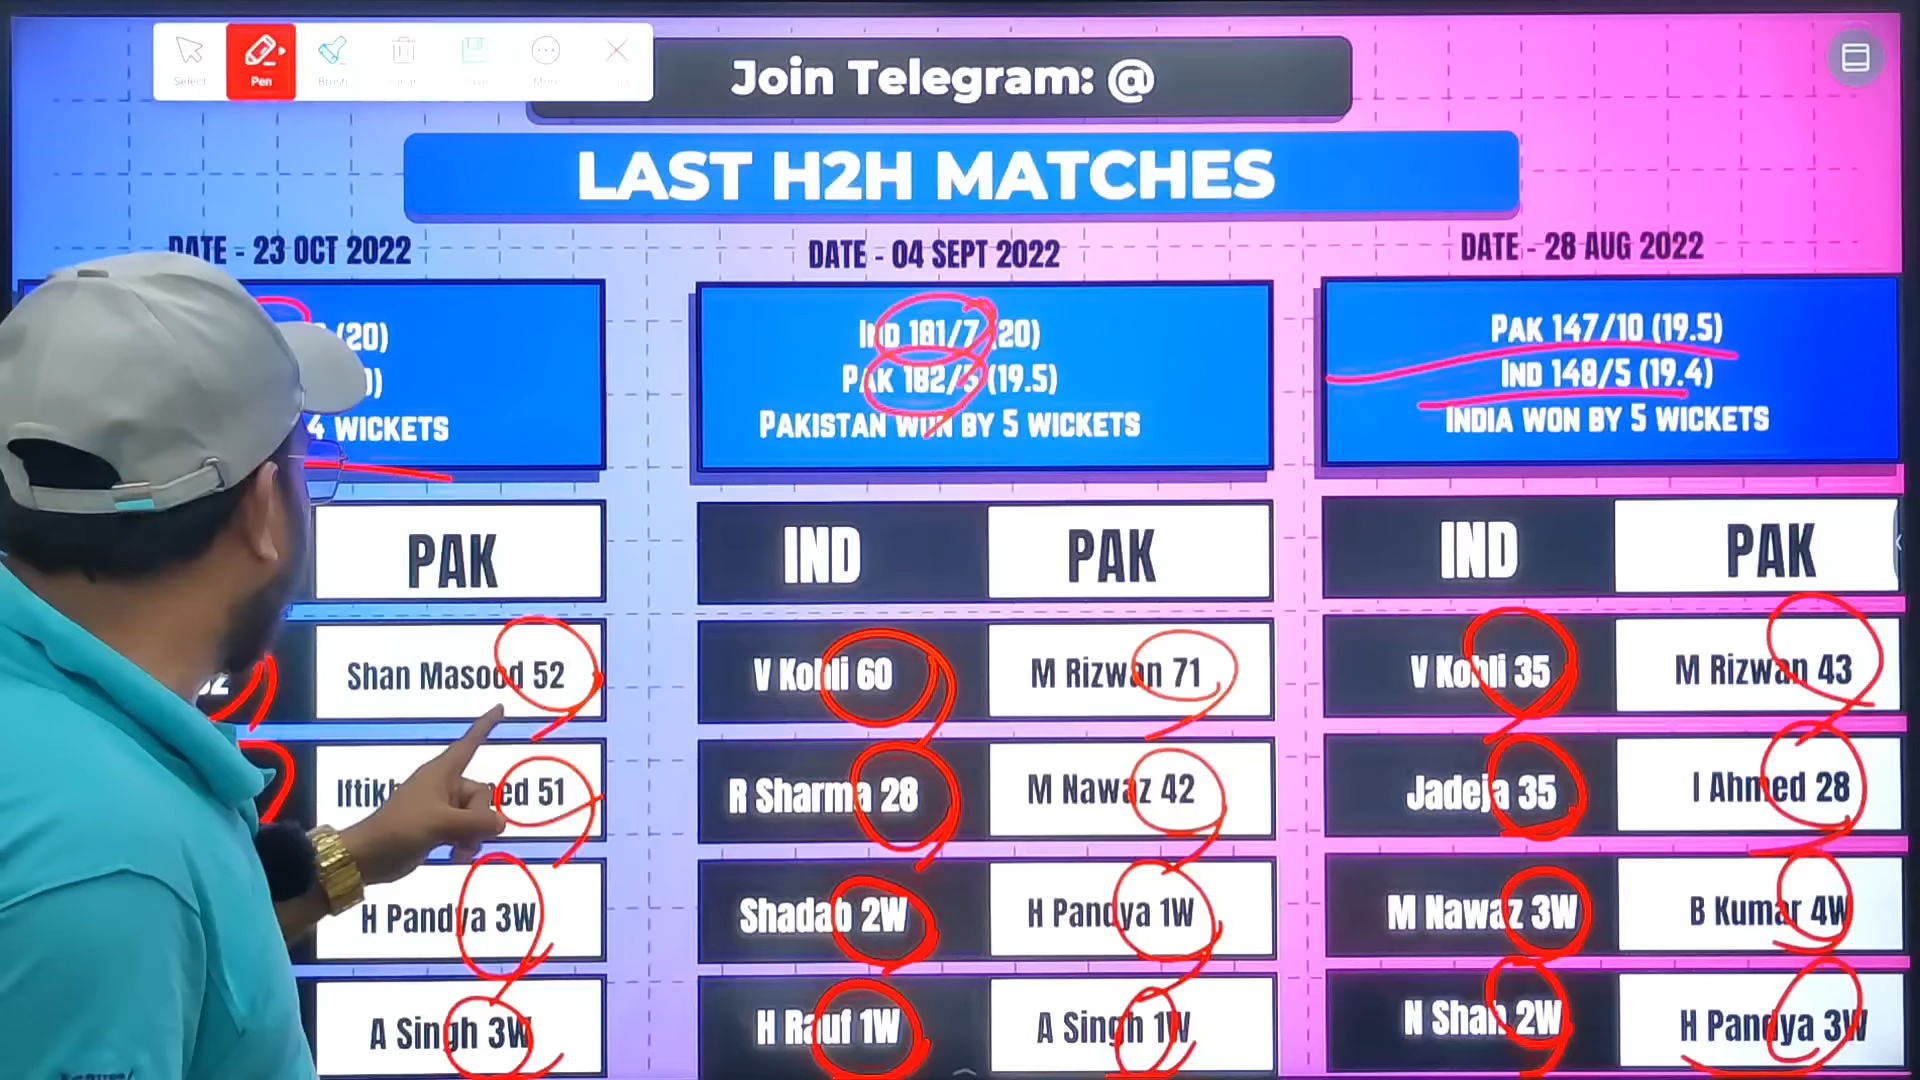 Select
Pen
Brush
Join Telegram: @
LAST H2H MATCHES
DATE - 23 OCT 2022
(20)
4 WICKETS
PAK
Shan Masood 52
51
H Pandya 3W
A Singh 3W
DATE - 04 SEPT 2022
IND 181/7 (20)
PAK 182/5 (19.5)
PAKISTAN WON BY 5 WICKETS
IND PAK
V Kohli 60 M Rizwan 71
R Sharma 28 M Nawaz 42
Shadab 2W H Pandya 1W
H Rauf 1W A Singh 1W
DATE - 28 AUG 2022
PAK 147/10 (19.5)
IND 148/5 (19.4)
INDIA WON BY 5 WICKETS
IND PAK
V Kohli 35 M Rizwan 43
Jadeja 35 I Ahmed 28
M Nawaz 3W B Kumar 4W
N Shah 2W H Pandya 3W